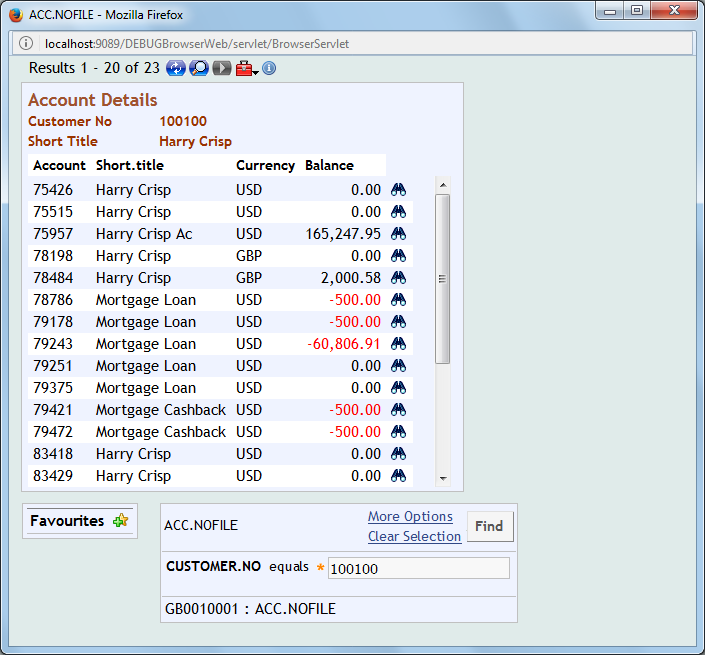 ACC.NOFILE - Mozilla Firefox
localhost:9089/DEBUGBrowserWeb/servlet/BrowserServlet
Results 1 - 20 of 23
Account Details
Customer No 100100
Short Title Harry Crisp
Account Short.title Currency Balance
75426 Harry Crisp USD 0.00
75515 Harry Crisp USD 0.00
75957 Harry Crisp Ac USD 165,247.95
78198 Harry Crisp GBP 0.00
78484 Harry Crisp GBP 2,000.58
78786 Mortgage Loan USD -500.00
79178 Mortgage Loan USD -500.00
79243 Mortgage Loan USD -60,806.91
79251 Mortgage Loan USD 0.00
79375 Mortgage Loan USD 0.00
79421 Mortgage Cashback USD -500.00
79472 Mortgage Cashback USD -500.00
83418 Harry Crisp USD 0.00
83429 Harry Crisp USD 0.00
Favourites
ACC.NOFILE
More Options
Clear Selection
Find
CUSTOMER.NO equals * 100100
GB0010001 : ACC.NOFILE